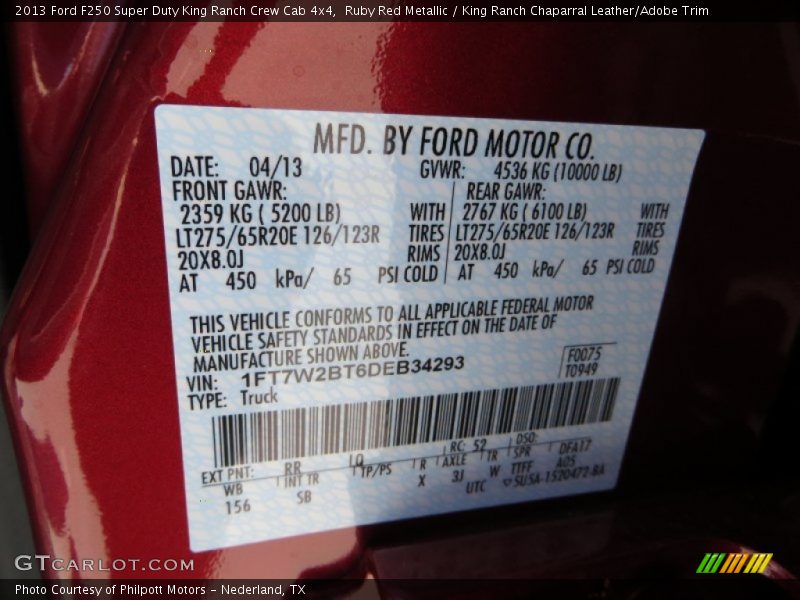 2013 Ford F250 Super Duty King Ranch Crew Cab 4x4, Ruby Red Metallic / King Ranch Chaparral Leather/Adobe Trim
MFD. BY FORD MOTOR CO.
DATE: 04/13 GVWR: 4536 KG (10000 LB)
FRONT GAWR: REAR GAWR:
2359 KG ( 5200 LB) WITH 2767 KG ( 6100 LB) WITH
LT275/65R20E 126/123R TIRES LT275/65R20E 126/123R TIRES
20X8.0J RIMS 20X8.0J RIMS
AT 450 kPa/ 65 PSI COLD AT 450 kPa/ 65 PSI COLD
THIS VEHICLE CONFORMS TO ALL APPLICABLE FEDERAL MOTOR
VEHICLE SAFETY STANDARDS IN EFFECT ON THE DATE OF
MANUFACTURE SHOWN ABOVE.
F0075
VIN: 1FT7W2BT6DEB34293 T0949
TYPE: Truck
EXT PNT: RR LQ RC: 52 DSO:
WB INT TR TP/PS R AXLE TR SPR DFA17
156 SB X 3J W TTFF A05
UTC ▽5U5A-1520472-BA
GTCARLOT.COM
Photo Courtesy of Philpott Motors - Nederland, TX